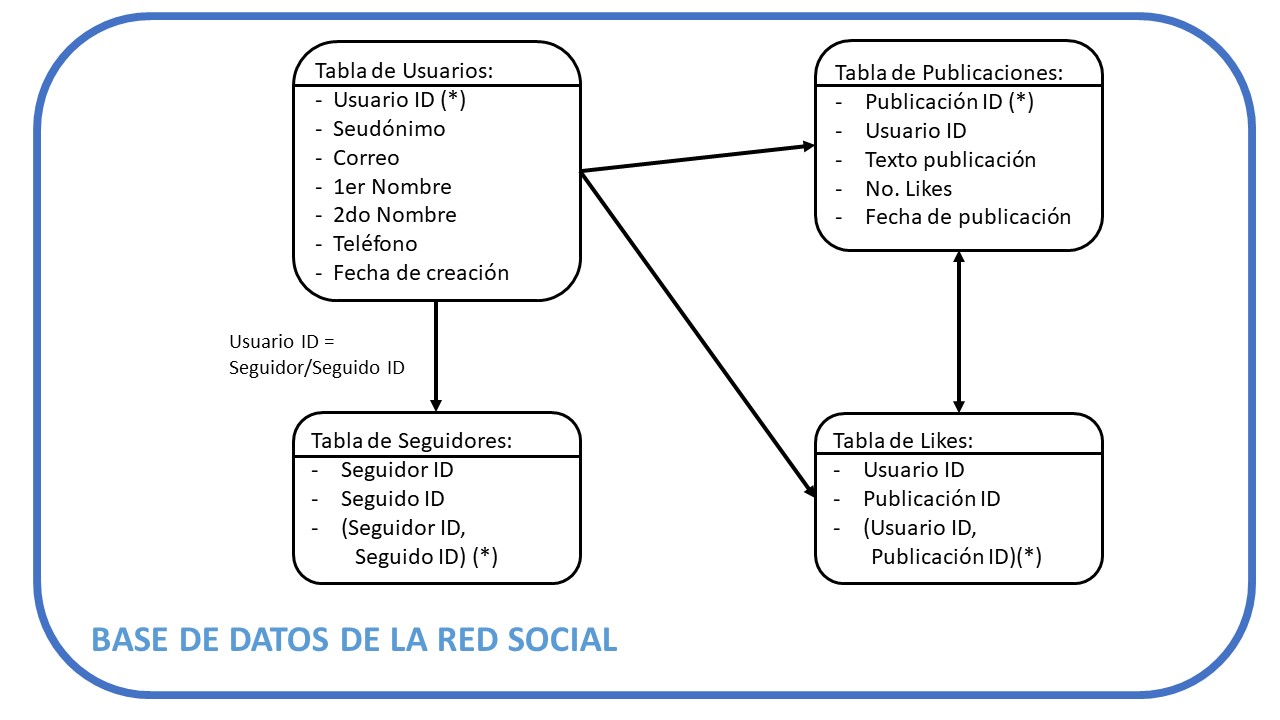 Tabla de Usuarios:
- Usuario ID (*)
- Seudónimo
- Correo
- 1er Nombre
- 2do Nombre
- Teléfono
- Fecha de creación
Tabla de Publicaciones:
- Publicación ID (*)
- Usuario ID
- Texto publicación
- No. Likes
- Fecha de publicación
Usuario ID =
Seguidor/Seguido ID
Tabla de Seguidores:
- Seguidor ID
- Seguido ID
- (Seguidor ID,
Seguido ID) (*)
Tabla de Likes:
- Usuario ID
- Publicación ID
- (Usuario ID,
Publicación ID)(*)
BASE DE DATOS DE LA RED SOCIAL